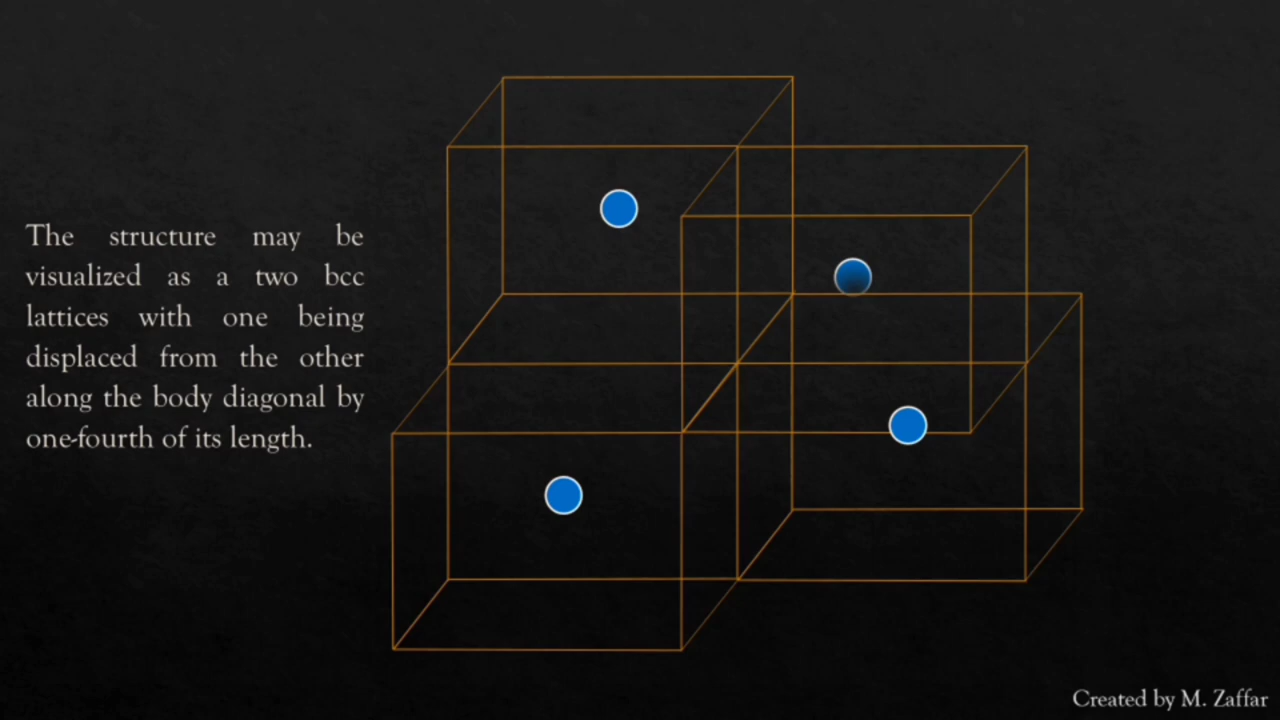 The structure may be
visualized as a two bcc
lattices with one being
displaced from the other
along the body diagonal by
one-fourth of its length.
Created by M. Zaffar